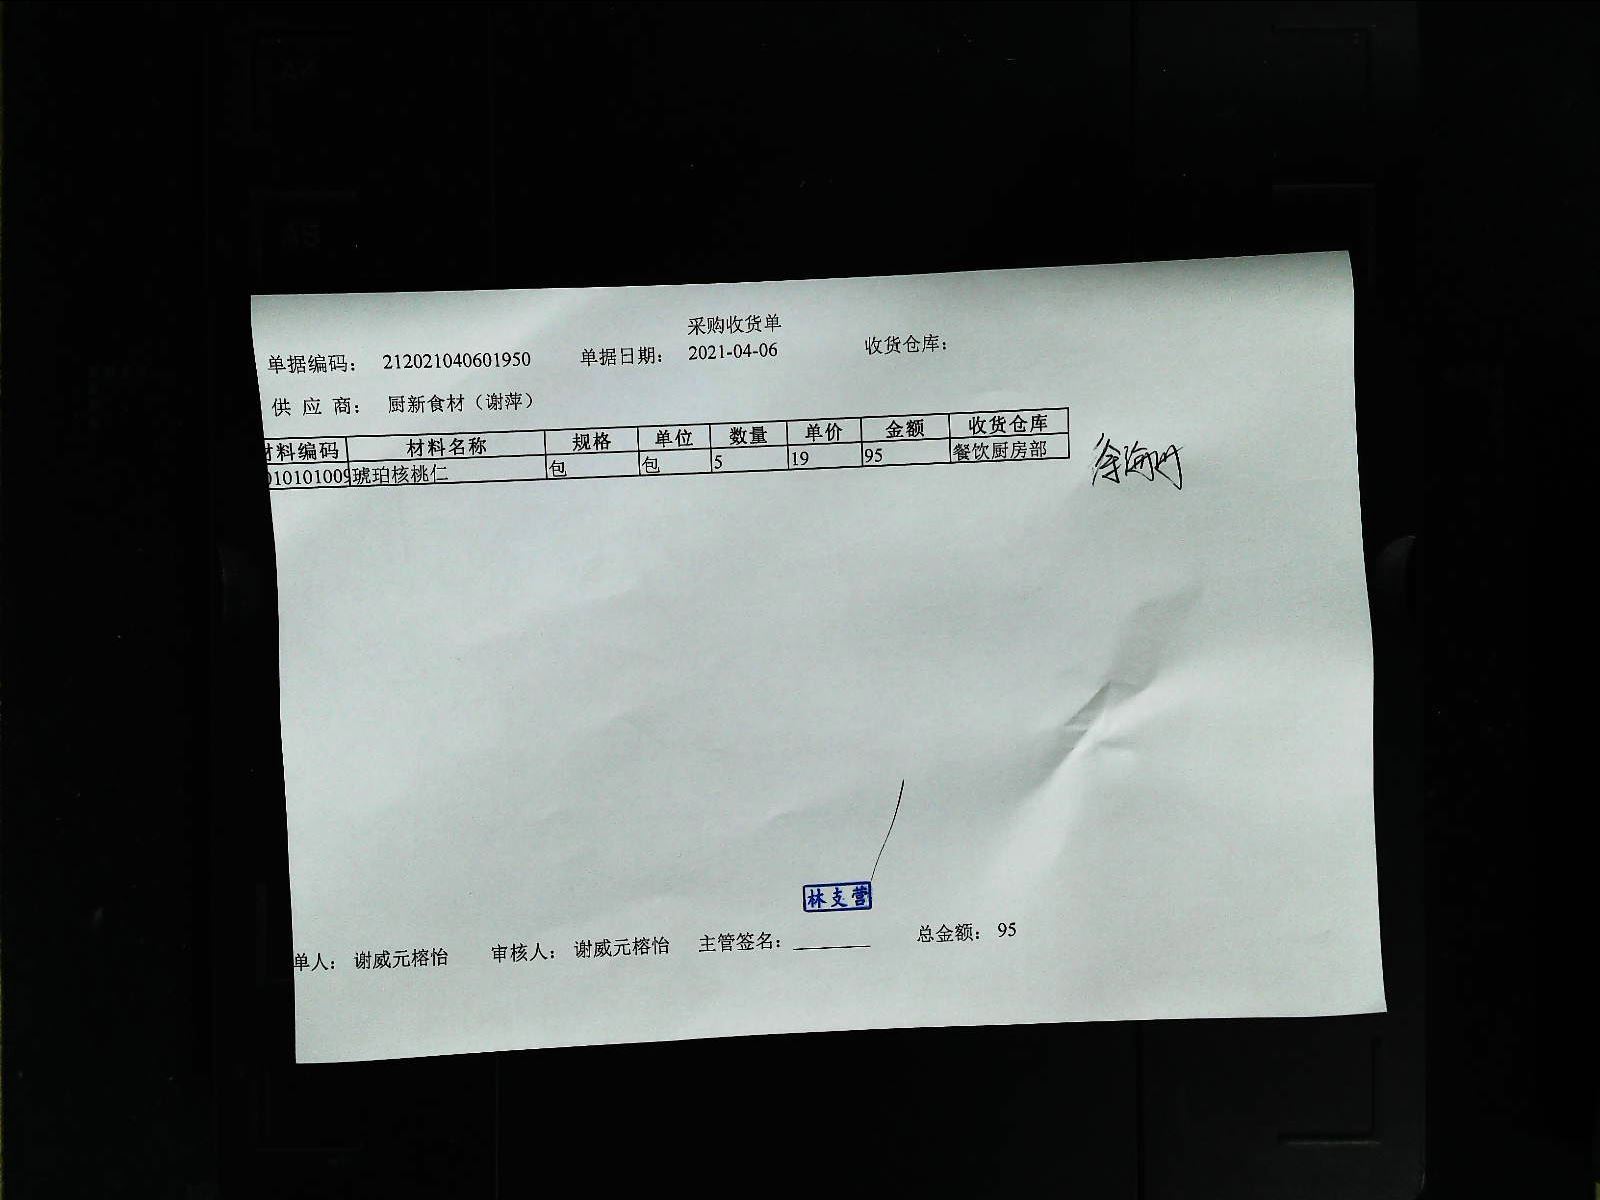 采购收货单
单据编码： 212021040601950 单据日期： 2021-04-06 收货仓库：
供 应 商： 厨新食材（谢萍）
材料编码 材料名称 规格 单位 数量 单价 金额 收货仓库
010101009 琥珀核桃仁 包 包 5 19 95 餐饮厨房部
林支营
单人： 谢威元榕怡 审核人： 谢威元榕怡 主管签名： 总金额： 95